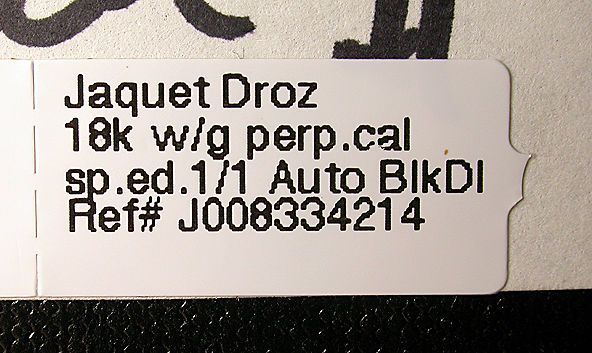 Jaquet Droz
18k w/g perp.cal
sp.ed.1/1 Auto BlkDl
Ref# J008334214